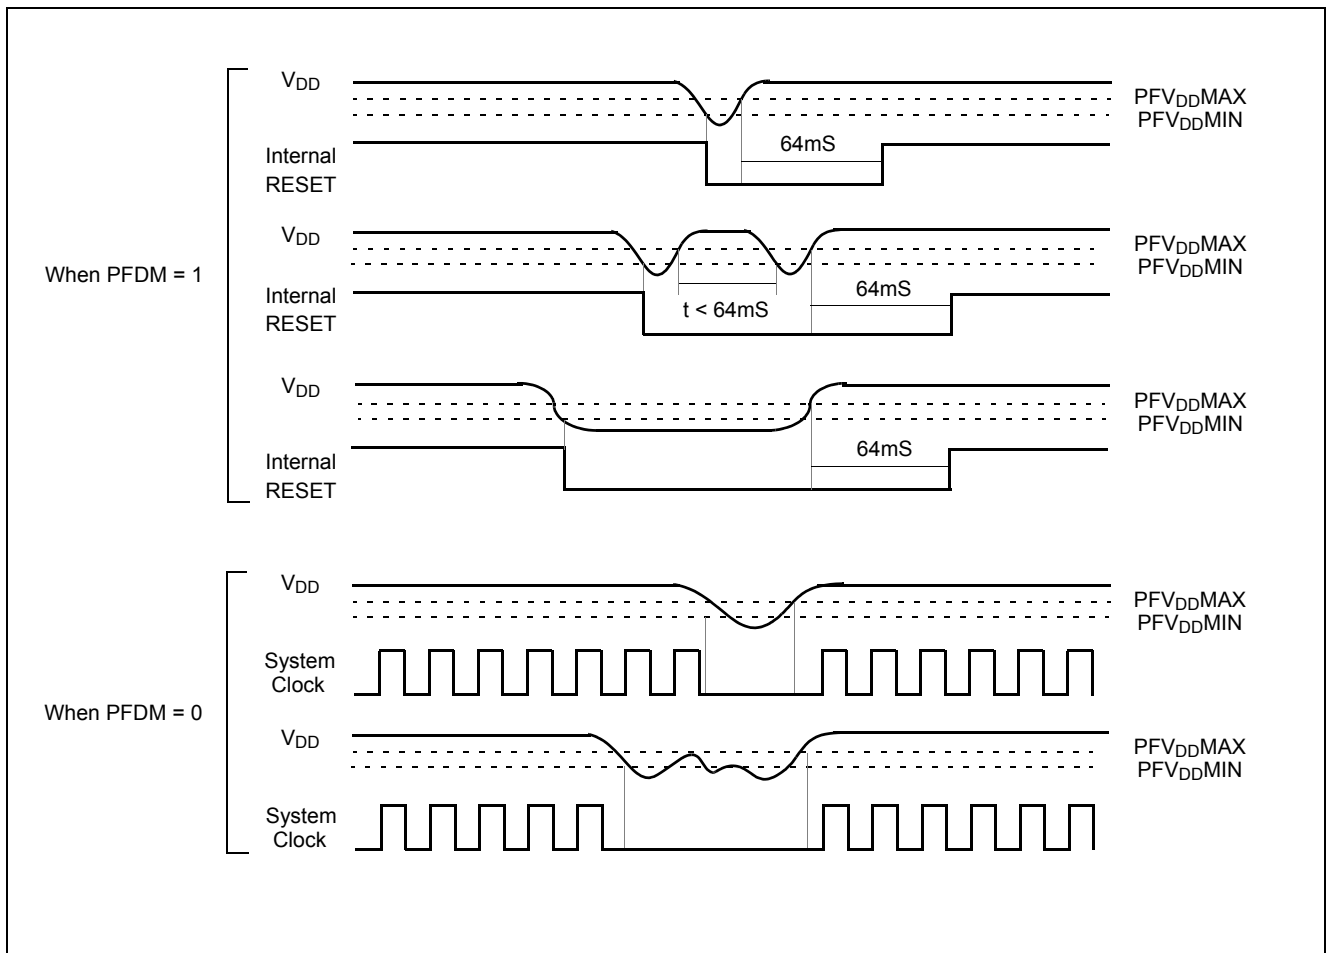 VDD
PFVDDMAX
PFVDDMIN
64mS
Internal
RESET
VDD
PFVDDMAX
PFVDDMIN
When PFDM = 1
64mS
Internal
RESET
t < 64mS
VDD
PFVDDMAX
PFVDDMIN
64mS
Internal
RESET
VDD
PFVDDMAX
PFVDDMIN
System
Clock
When PFDM = 0
VDD
PFVDDMAX
PFVDDMIN
System
Clock